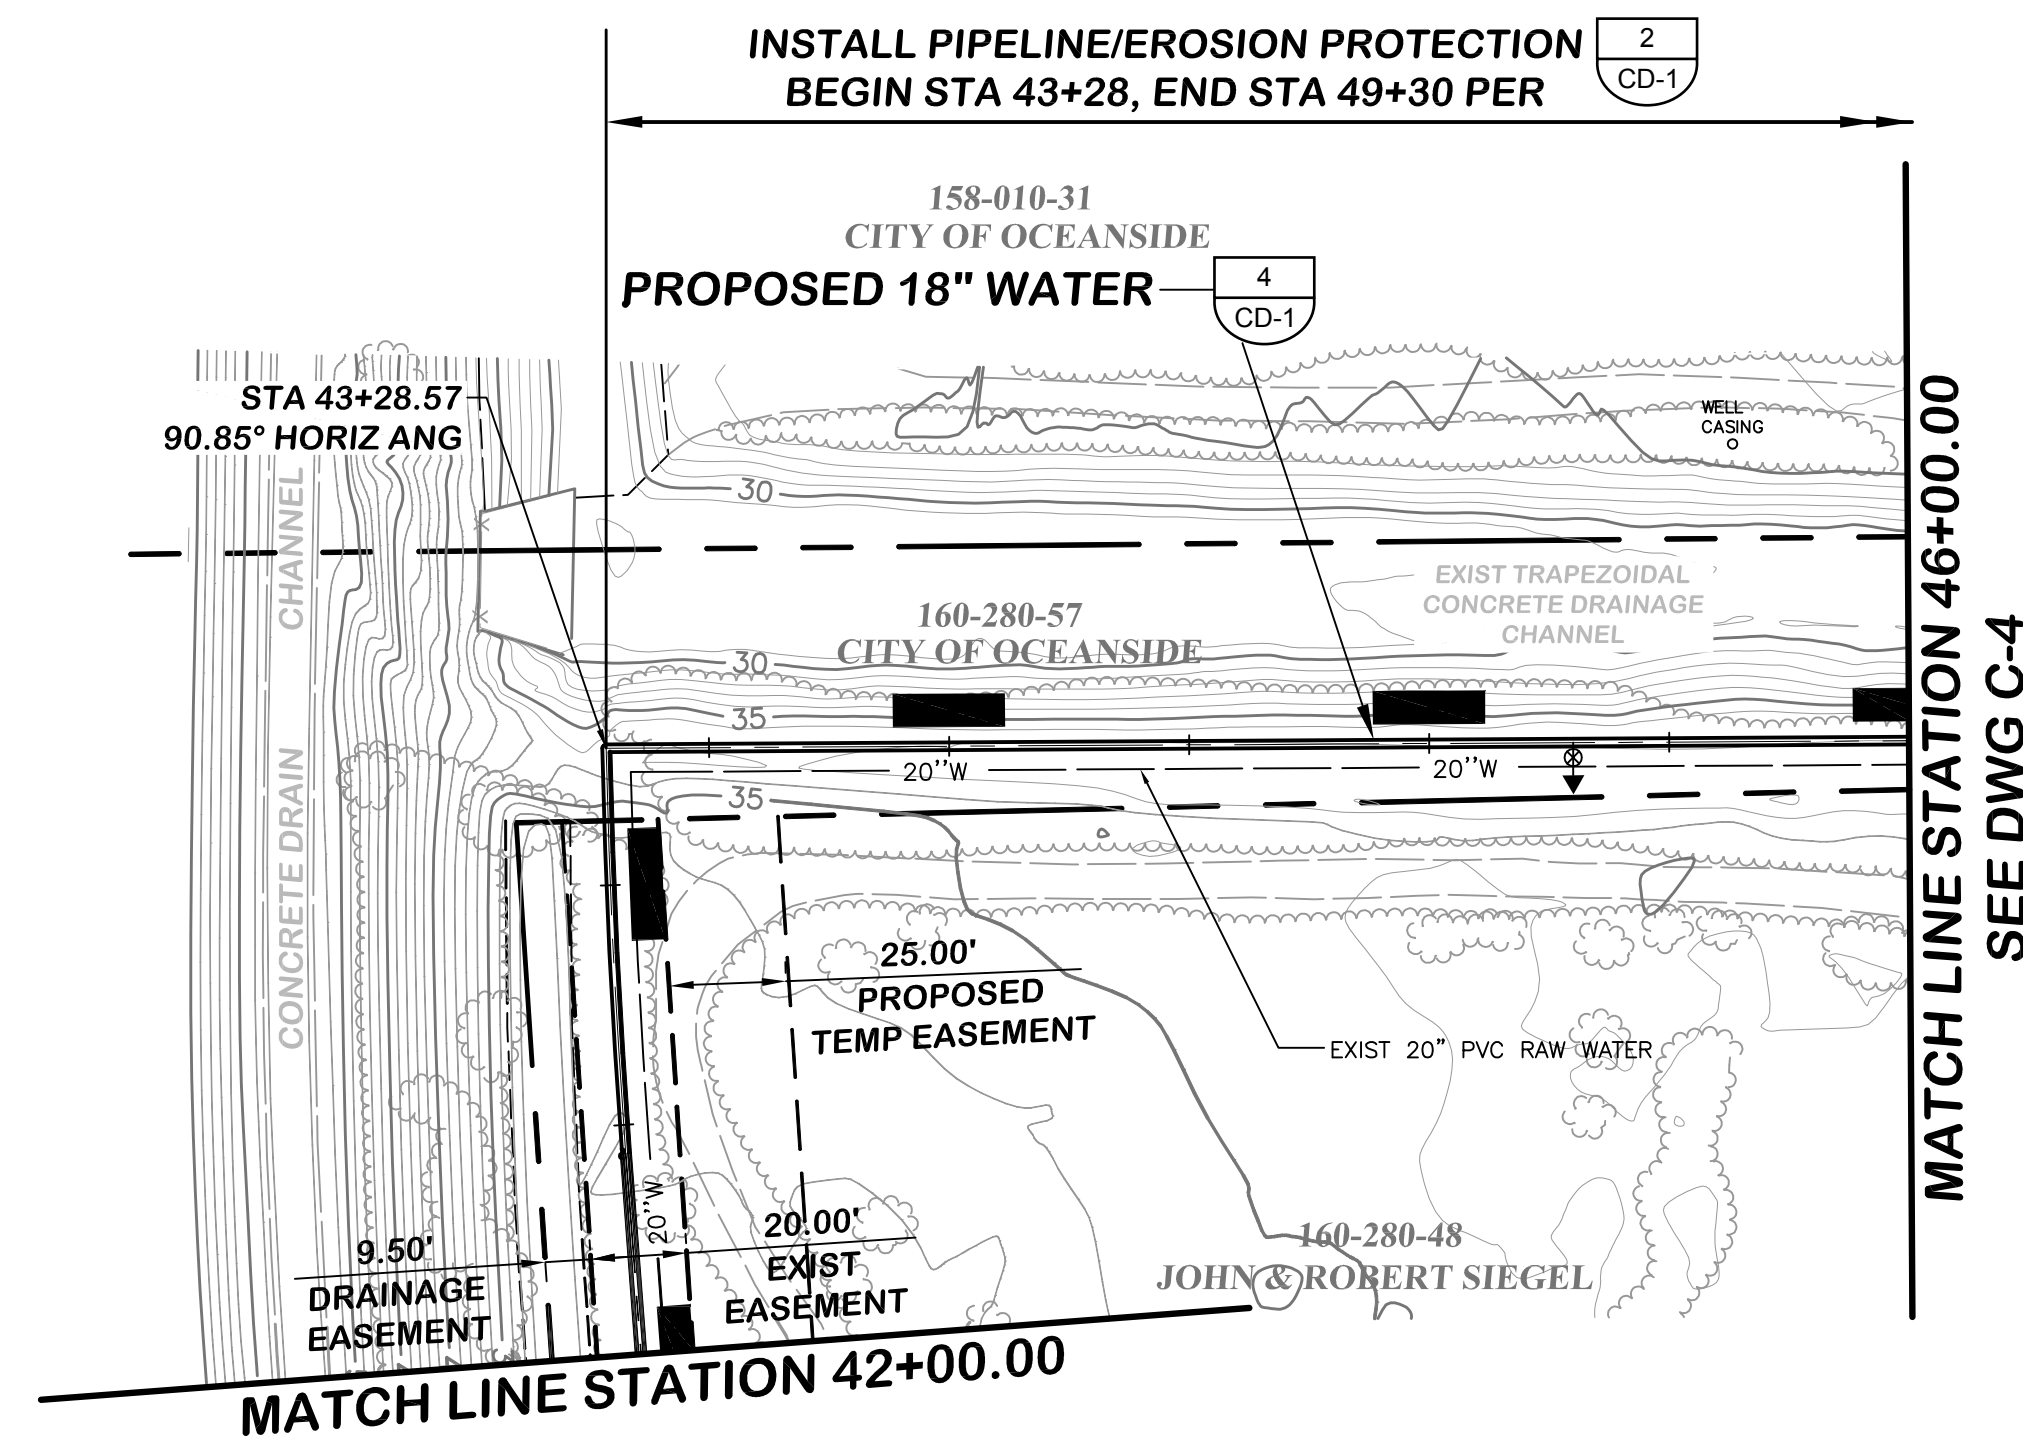 INSTALL PIPELINE/EROSION PROTECTION
BEGIN STA 43+28, END STA 49+30 PER
2
CD-1
158-010-31
CITY OF OCEANSIDE
PROPOSED 18" WATER
4
CD-1
STA 43+28.57
90.85° HORIZ ANG
WELL
CASING
30
CHANNEL
EXIST TRAPEZOIDAL
CONCRETE DRAINAGE
CHANNEL
160-280-57
CITY OF OCEANSIDE
30
35
20''W
20''W
35
CONCRETE DRAIN
25.00'
PROPOSED
TEMP EASEMENT
EXIST 20" PVC RAW WATER
20''W
9.50'
DRAINAGE
EASEMENT
20.00'
EXIST
EASEMENT
160-280-48
JOHN & ROBERT SIEGEL
MATCH LINE STATION 42+00.00
MATCH LINE STATION 46+00.00
SEE DWG C-4